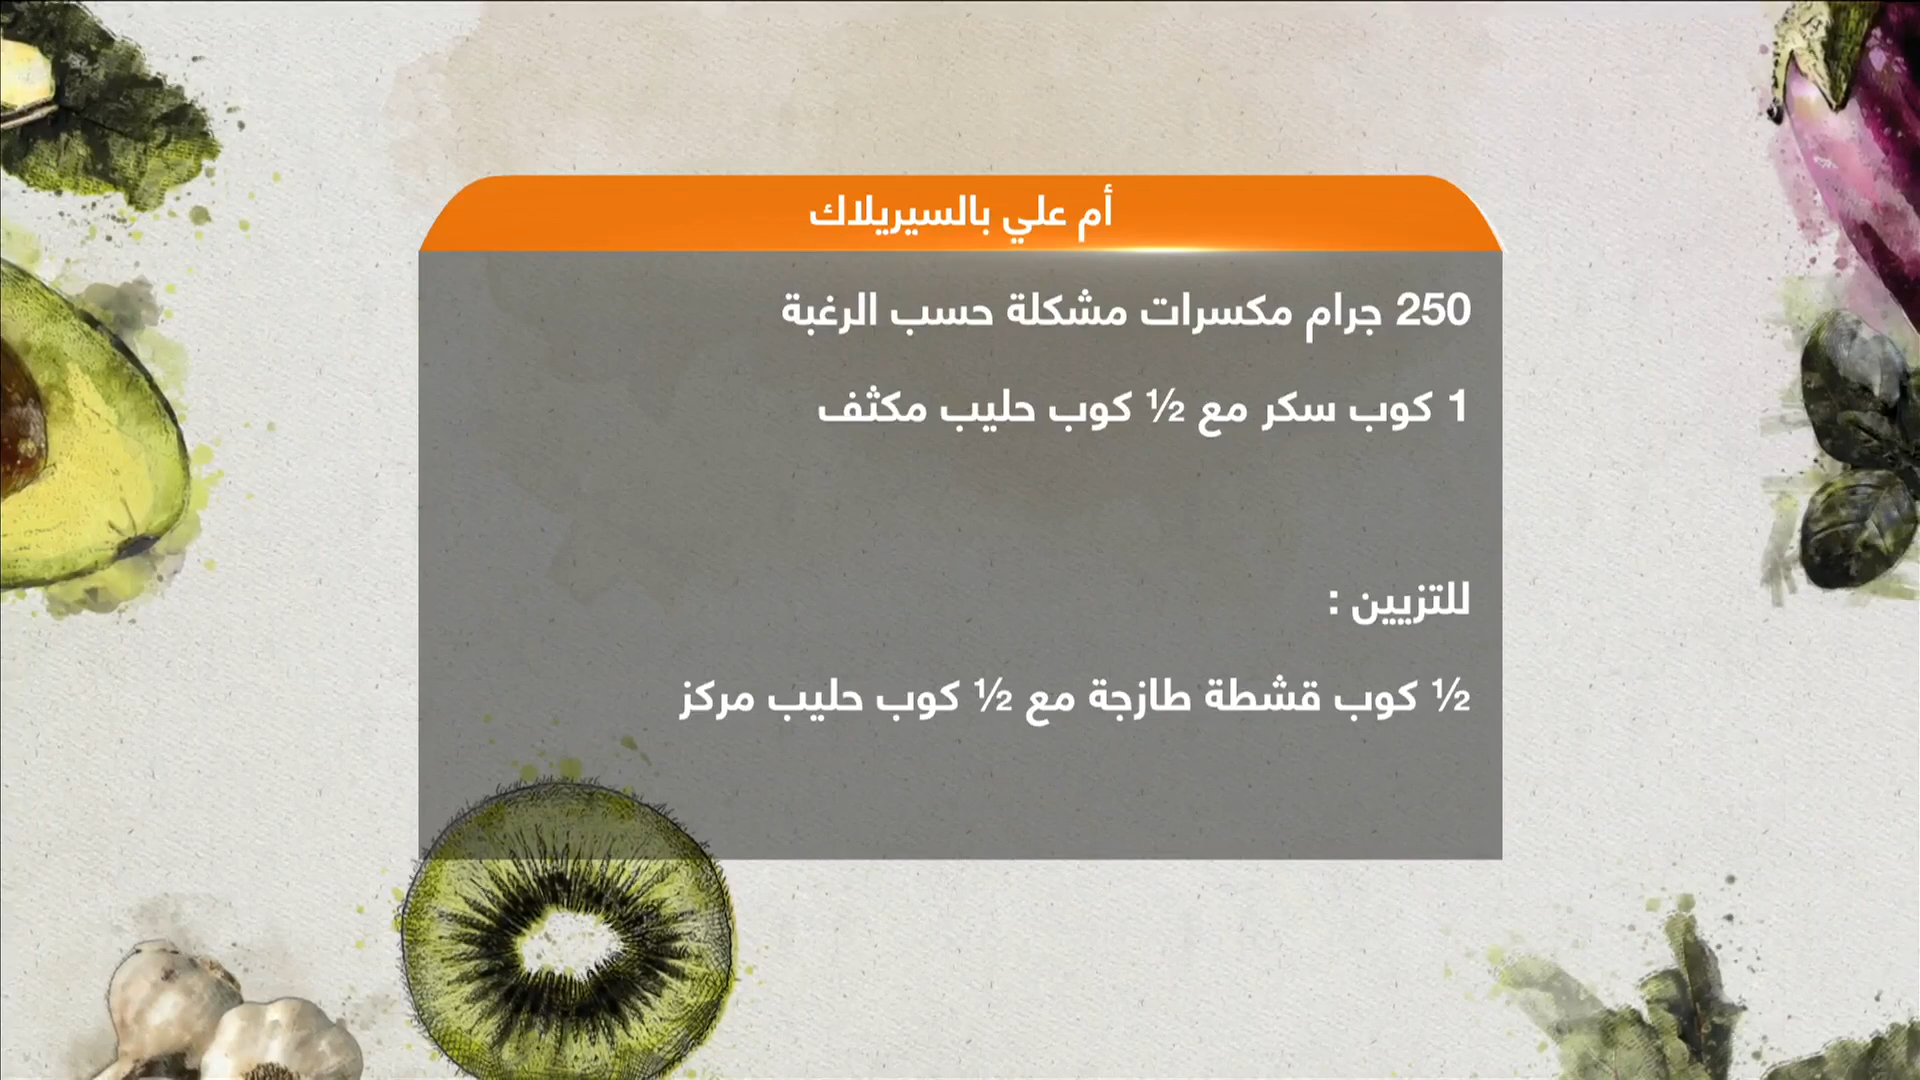 أم علي بالسيريلاك
250 جرام مكسرات مشكلة حسب الرغبة
1 كوب سكر مع ½ كوب حليب مكثف
للتزيين :
½ كوب قشطة طازجة مع ½ كوب حليب مركز